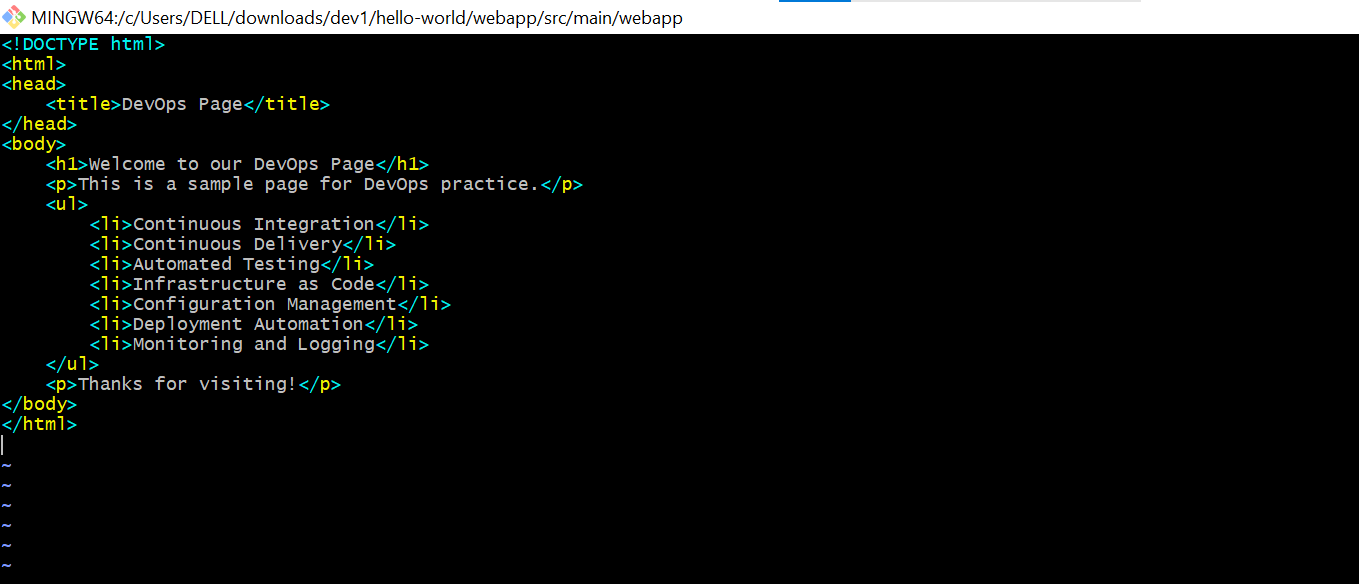 MINGW64:/c/Users/DELL/downloads/dev1/hello-world/webapp/src/main/webapp
<!DOCTYPE html>
<html>
<head>
    <title>DevOps Page</title>
</head>
<body>
    <h1>Welcome to our DevOps Page</h1>
    <p>This is a sample page for DevOps practice.</p>
    <ul>
        <li>Continuous Integration</li>
        <li>Continuous Delivery</li>
        <li>Automated Testing</li>
        <li>Infrastructure as Code</li>
        <li>Configuration Management</li>
        <li>Deployment Automation</li>
        <li>Monitoring and Logging</li>
    </ul>
    <p>Thanks for visiting!</p>
</body>
</html>
~
~
~
~
~
~